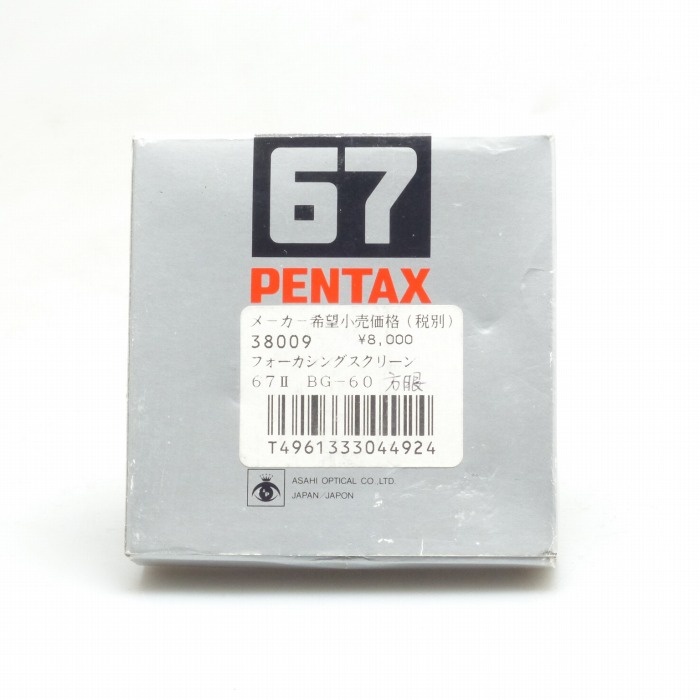 67
PENTAX
メーカー希望小売価格(税別)
38009 ¥8,000
フォーカシングスクリーン
67Ⅱ BG-60 方眼
T4961333044924
ASAHI OPTICAL CO.,LTD.
JAPAN/JAPON